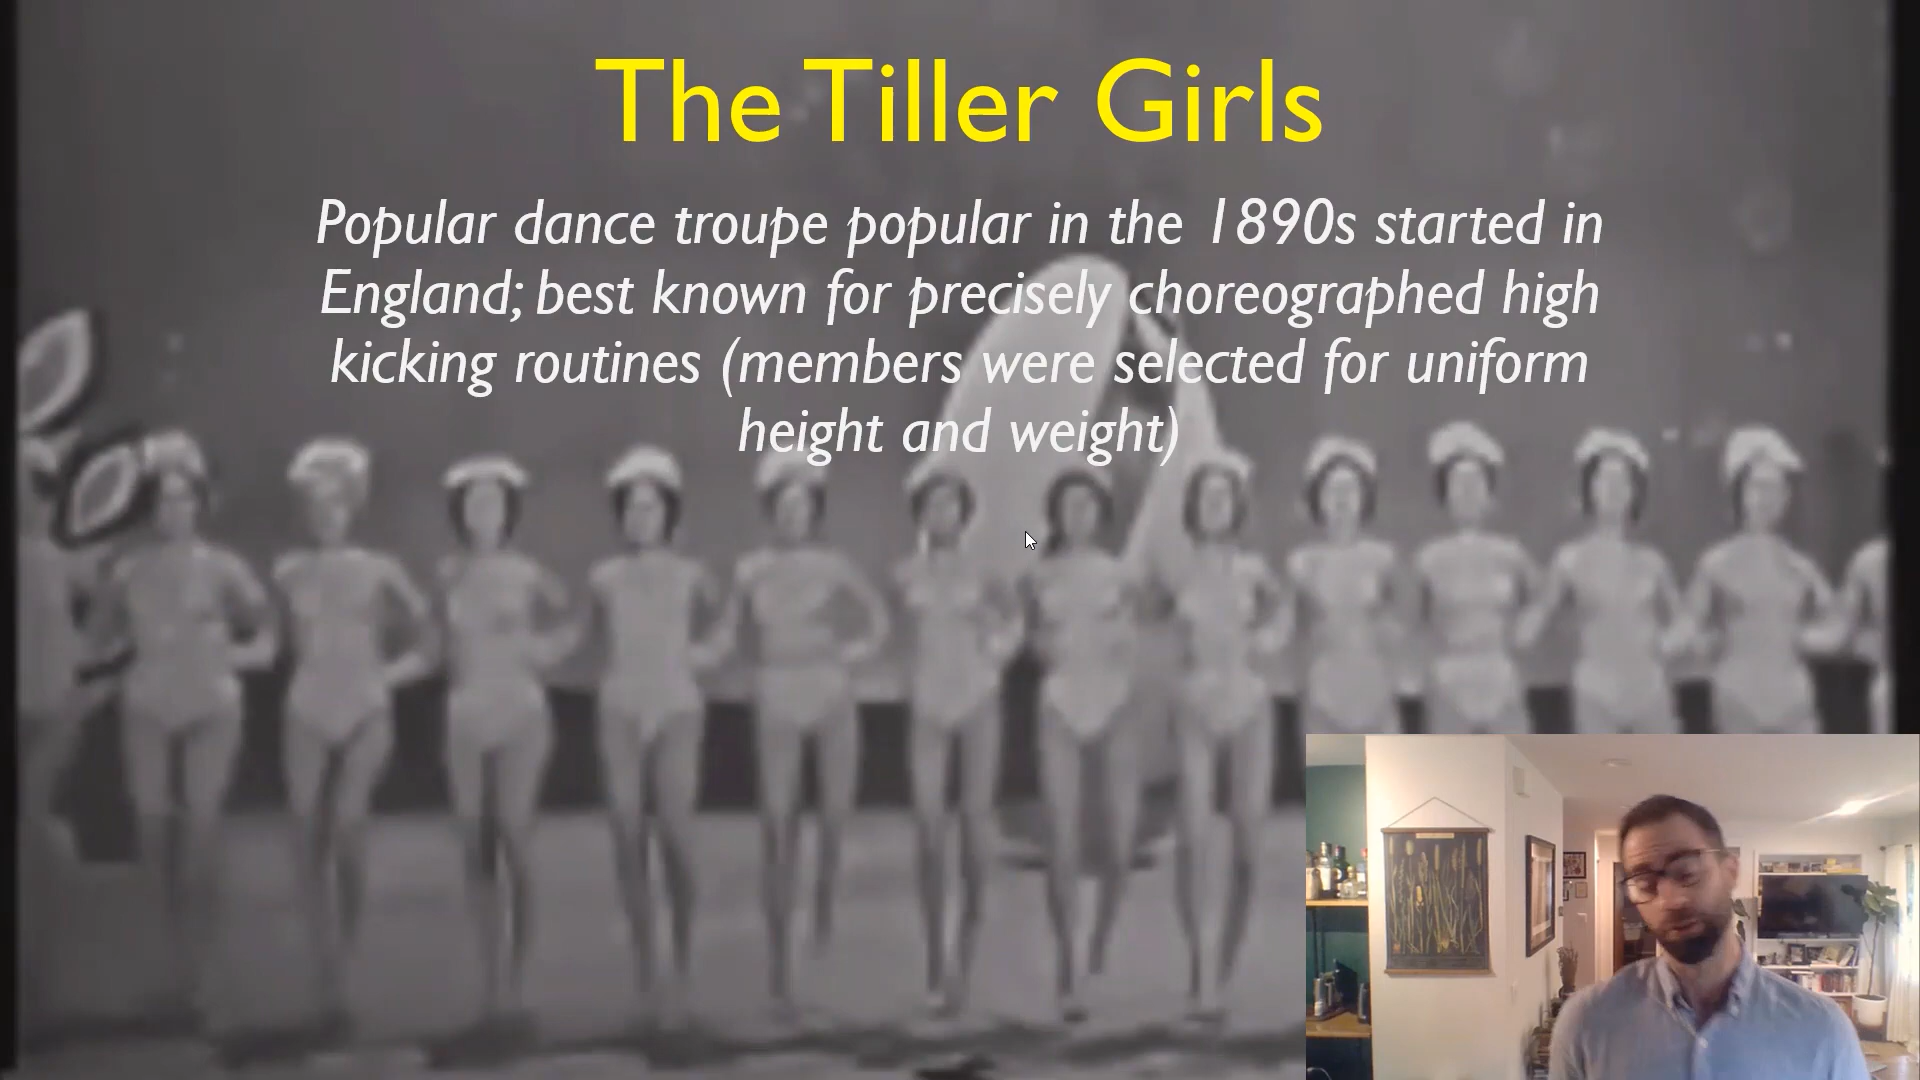 The Tiller Girls
Popular dance troupe popular in the 1890s started in
England; best known for precisely choreographed high
kicking routines (members were selected for uniform
height and weight)